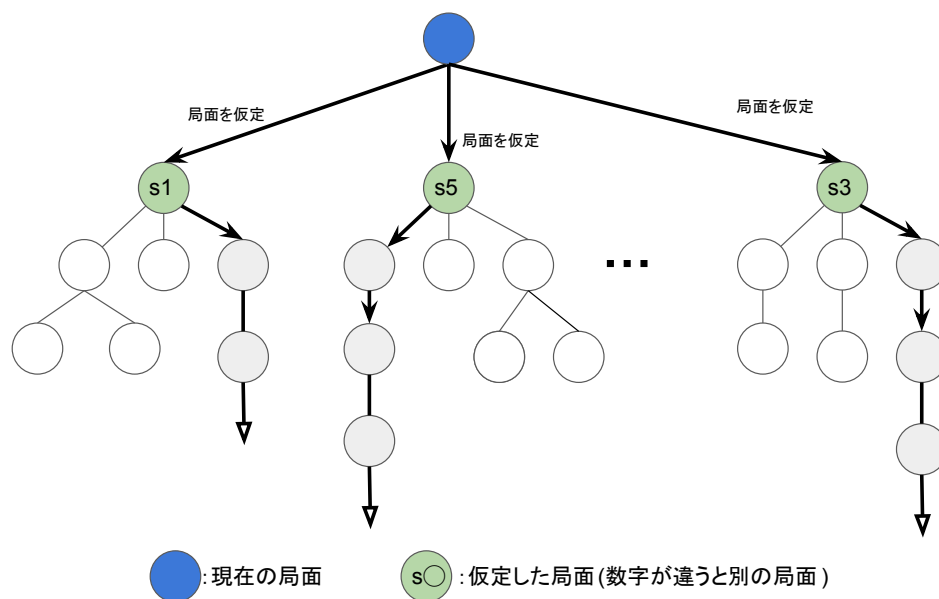 局面を仮定
局面を仮定
局面を仮定
s1
s5
s3
...
:現在の局面
s○
:仮定した局面(数字が違うと別の局面)